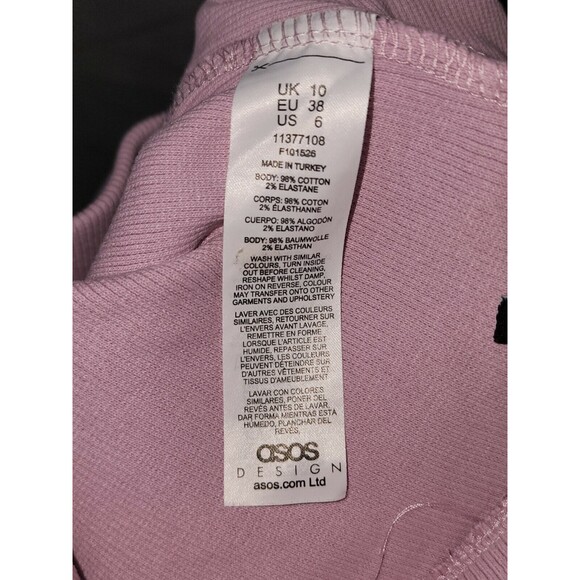 UK 10
EU 38
US 6
11377108
F101526
MADE IN TURKEY
BODY: 98% COTTON
2% ELASTANE
CORPS: 98% COTON
2% ÉLASTHANNE
CUERPO: 98% ALGODÓN
2% ELASTANO
BODY: 98% BAUMWOLLE
2% ELASTHAN
WASH WITH SIMILAR
COLOURS, TURN INSIDE
OUT BEFORE CLEANING,
RESHAPE WHILST DAMP,
IRON ON REVERSE, COLOUR
MAY TRANSFER ONTO OTHER
GARMENTS AND UPHOLSTERY
LAVER AVEC DES COULEURS
SIMILAIRES, RETOURNER SUR
L'ENVERS AVANT LAVAGE,
REMETTRE EN FORME
LORSQUE L'ARTICLE EST
HUMIDE, REPASSER SUR
L'ENVERS, LES COULEURS
PEUVENT DÉTEINDRE SUR
D'AUTRES VÊTEMENTS ET
TISSUS D'AMEUBLEMENT
LAVAR CON COLORES
SIMILARES, PONER DEL
REVÉS ANTES DE LAVAR,
DAR FORMA MIENTRAS ESTÁ
HÚMEDO, PLANCHAR DEL
REVÉS,
asos
DESIGN
asos.com Ltd